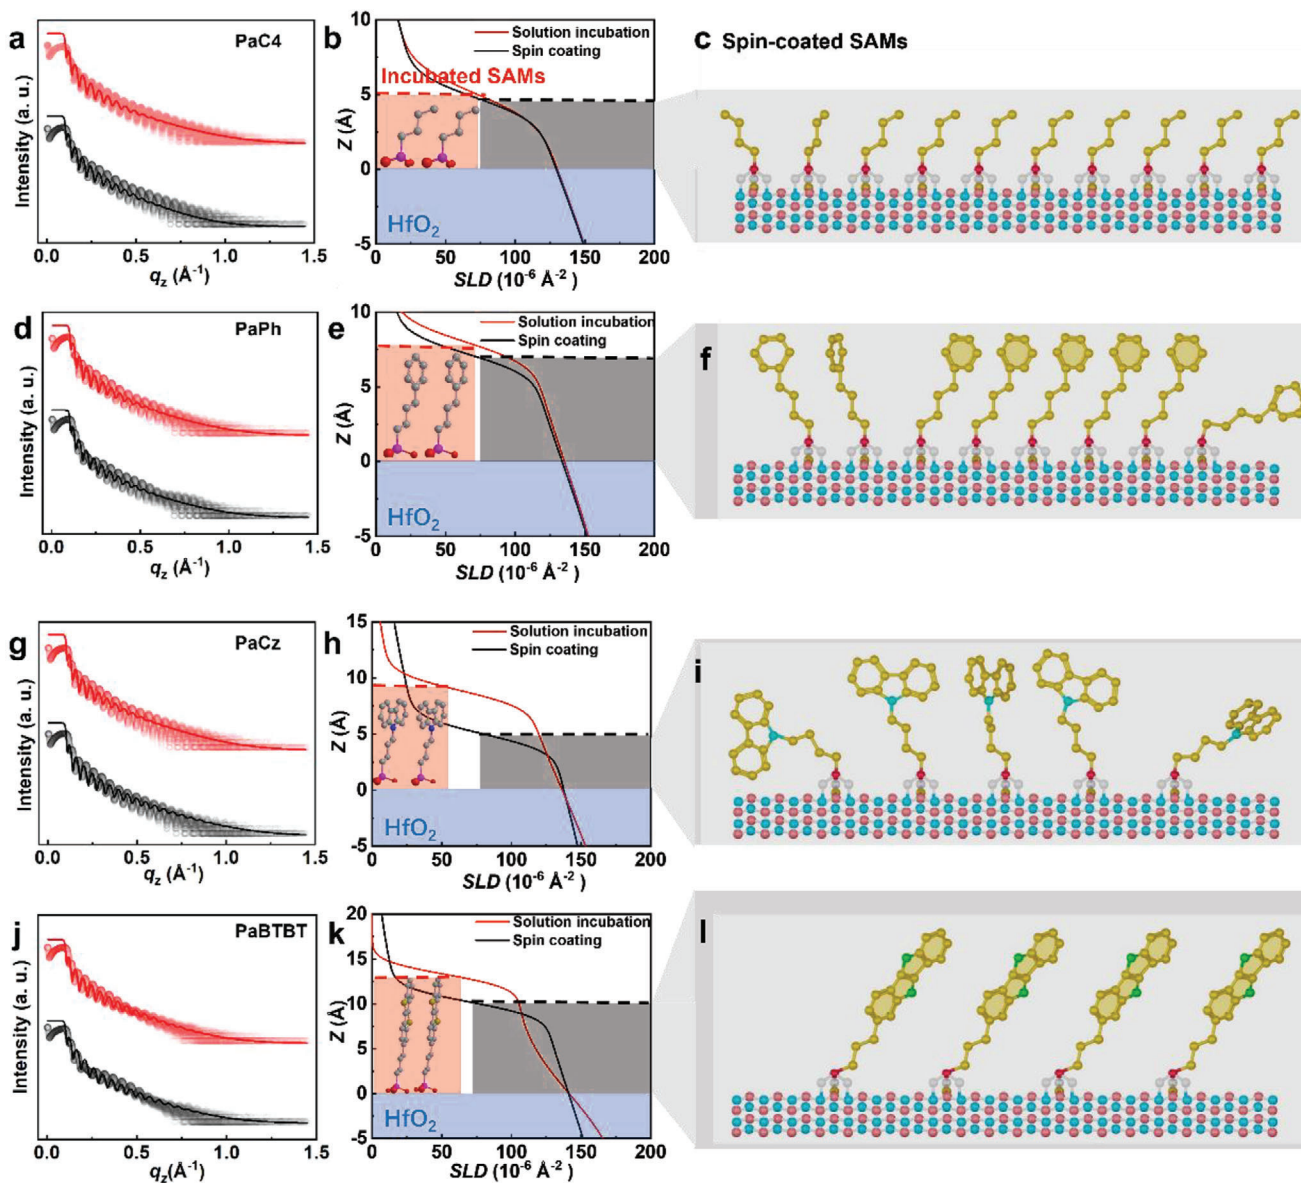 a
PaC4
Intensity (a. u.)
0.0 0.5 1.0 1.5
qz (Å-1)
b
Solution incubation
Spin coating
Incubated SAMs
HfO2
Z (Å)
10
5
0
-5
0 50 100 150 200
SLD (10-6 Å-2)
c Spin-coated SAMs
d
PaPh
Intensity (a. u.)
0.0 0.5 1.0 1.5
qz (Å-1)
e
Solution incubation
Spin coating
HfO2
Z (Å)
10
5
0
-5
0 50 100 150 200
SLD (10-6 Å-2)
f
g
PaCz
Intensity (a. u.)
0.0 0.5 1.0 1.5
qz (Å-1)
h
Solution incubation
Spin coating
HfO2
Z (Å)
15
10
5
0
-5
0 50 100 150 200
SLD (10-6 Å-2)
i
j
PaBTBT
Intensity (a. u.)
0.0 0.5 1.0 1.5
qz(Å-1)
k
Solution incubation
Spin coating
HfO2
Z (Å)
20
15
10
5
0
-5
0 50 100 150 200
SLD (10-6 Å-2)
l